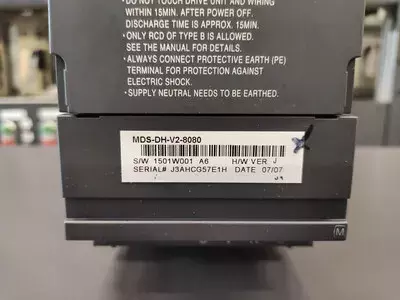 •DO NOT TOUCH DRIVE UNIT AND WIRING
WITHIN 15MIN. AFTER POWER OFF.
DISCHARGE TIME IS APPROX. 15MIN.
•ONLY RCD OF TYPE B IS ALLOWED.
SEE THE MANUAL FOR DETAILS.
•ALWAYS CONNECT PROTECTIVE EARTH (PE)
TERMINAL FOR PROTECTION AGAINST
ELECTRIC SHOCK.
•SUPPLY NEUTRAL NEEDS TO BE EARTHED.
MDS-DH-V2-8080
S/W 1501W001 A6 H/W VER J
SERIAL# J3AHCG57E1H DATE 07/07
M